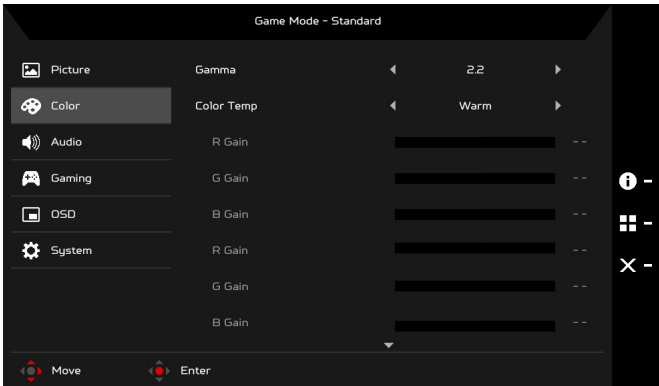 Game Mode - Standard
Picture
Gamma 2.2
Color
Color Temp Warm
Audio
R Gain --
Gaming
G Gain --
OSD
B Gain --
System
R Gain --
G Gain --
B Gain --
Move Enter